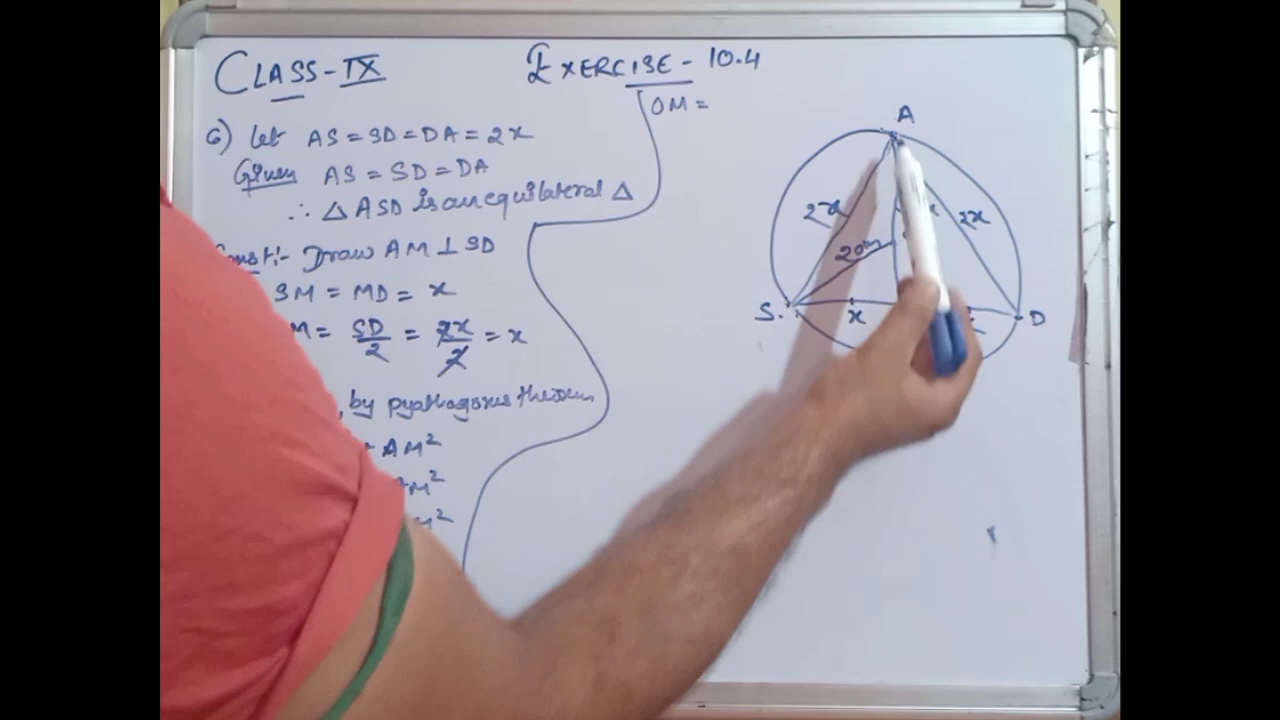 CLASS-IX
EXERCISE - 10.4
6) Let AS = SD = DA = 2x
Given AS = SD = DA
∴ △ ASD is an equilateral △
Draw AM ⊥ SD
SM = MD = x
= SD/2 = 2x/2 = x
, by pyathagorus theorem
AM²
OM =
A
2x
2x
20m
S.
x
D